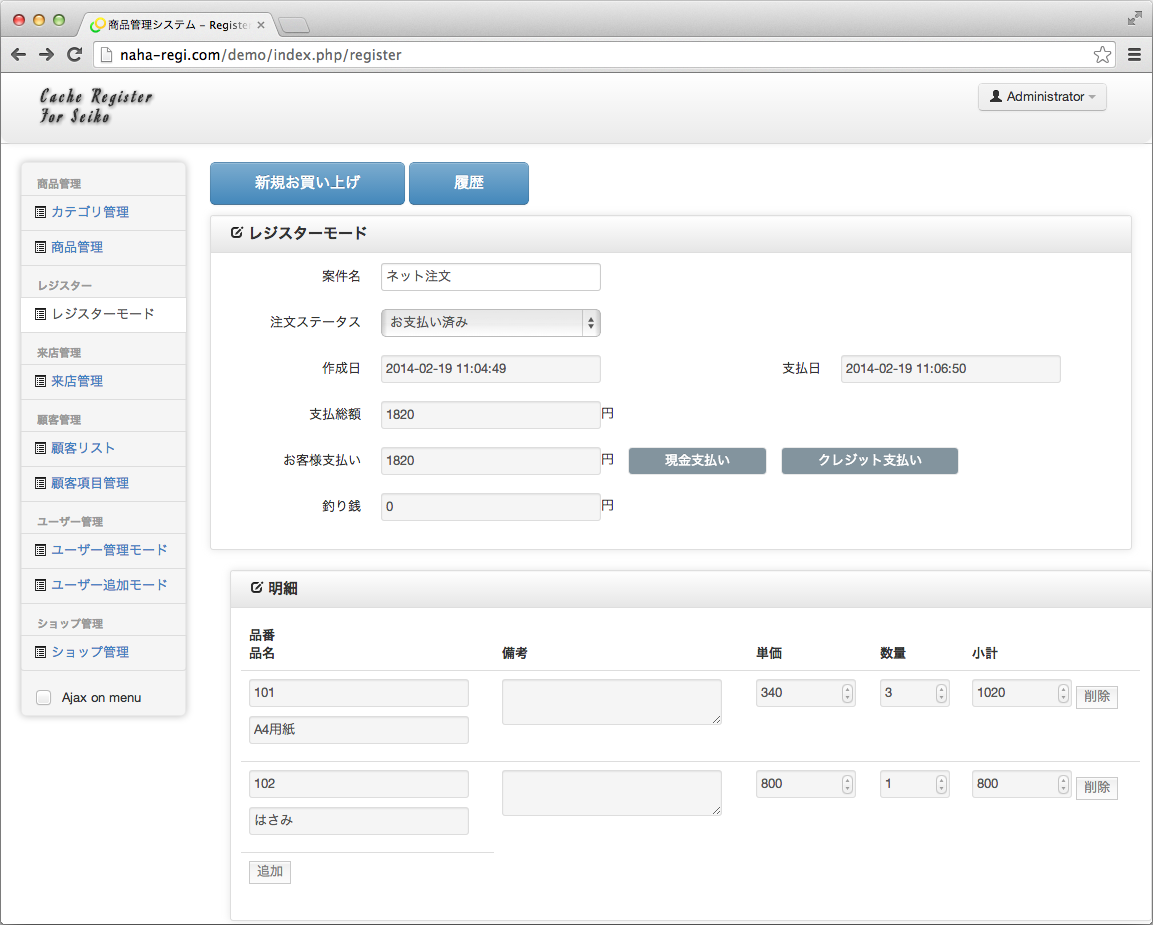 商品管理システム – Registe
naha-regi.com/demo/index.php/register
Cache Register
For Seiko
Administrator
商品管理
カテゴリ管理
商品管理
レジスター
レジスターモード
来店管理
来店管理
顧客管理
顧客リスト
顧客項目管理
ユーザー管理
ユーザー管理モード
ユーザー追加モード
ショップ管理
ショップ管理
Ajax on menu
新規お買い上げ 履歴
レジスターモード
案件名 ネット注文
注文ステータス お支払い済み
作成日 2014-02-19 11:04:49 支払日 2014-02-19 11:06:50
支払総額 1820 円
お客様支払い 1820 円 現金支払い クレジット支払い
釣り銭 0 円
明細
品番
品名 備考 単価 数量 小計
101 340 3 1020 削除
A4用紙
102 800 1 800 削除
はさみ
追加